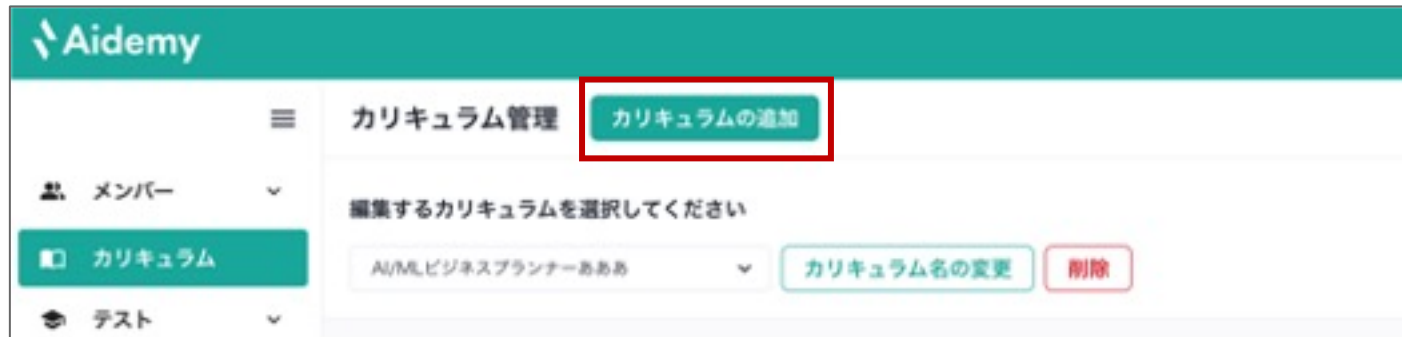 Aidemy
カリキュラム管理 カリキュラムの追加
メンバー
編集するカリキュラムを選択してください
カリキュラム
AI/MLビジネスプランナーあああ カリキュラム名の変更 削除
テスト